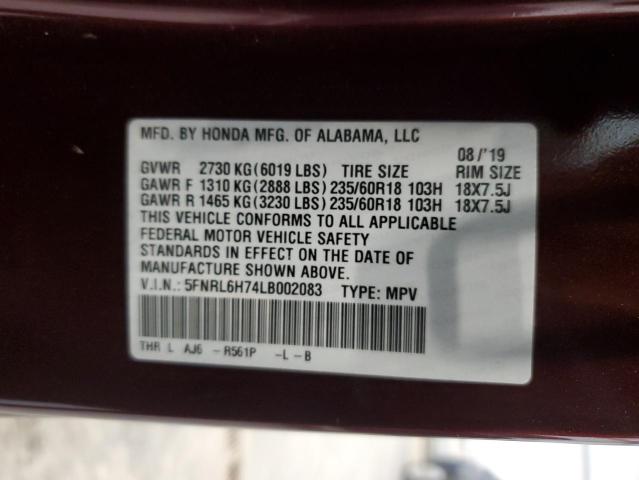 MFD. BY HONDA MFG. OF ALABAMA, LLC
08/'19
GVWR 2730 KG(6019 LBS) TIRE SIZE RIM SIZE
GAWR F 1310 KG(2888 LBS) 235/60R18 103H 18X7.5J
GAWR R 1465 KG(3230 LBS) 235/60R18 103H 18X7.5J
THIS VEHICLE CONFORMS TO ALL APPLICABLE
FEDERAL MOTOR VEHICLE SAFETY
STANDARDS IN EFFECT ON THE DATE OF
MANUFACTURE SHOWN ABOVE.
V.I.N.: 5FNRL6H74LB002083 TYPE: MPV
THR L AJ6 -R561P -L-B